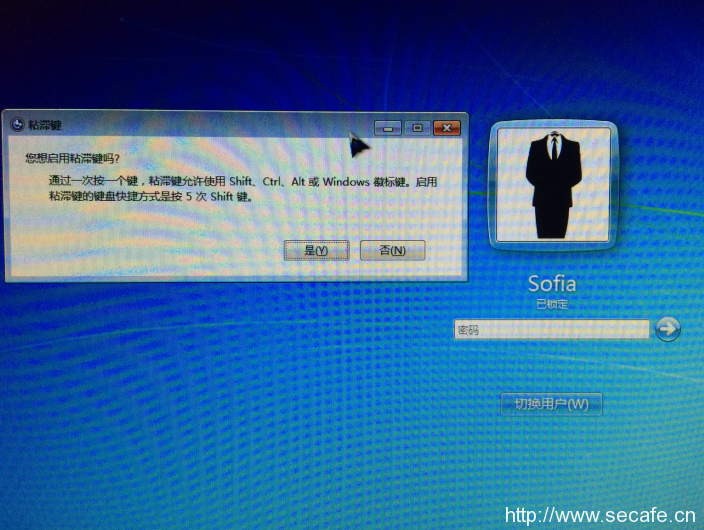 粘滞键
您想启用粘滞键吗?
通过一次按一个键，粘滞键允许使用 Shift、Ctrl、Alt 或 Windows 徽标键。启用
粘滞键的键盘快捷方式是按 5 次 Shift 键。
是(Y)
否(N)
Sofia
已锁定
密码
切换用户(W)
http://www.secafe.cn